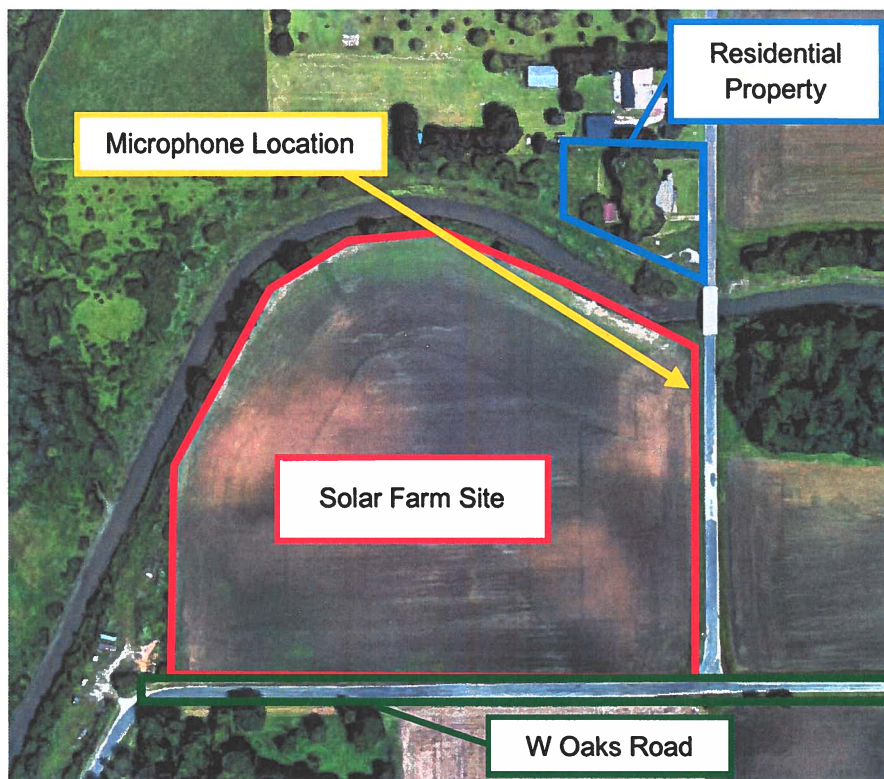 Residential
Property
Microphone Location
Solar Farm Site
W Oaks Road